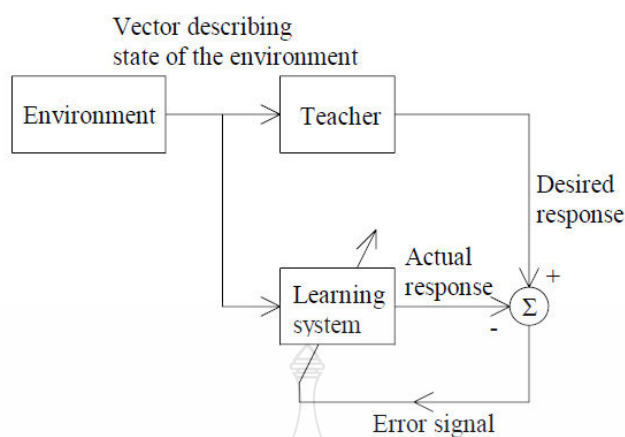 Vector describing
state of the environment
Environment
Teacher
Desired
response
Actual
response
+
Learning
system
Σ
-
Error signal